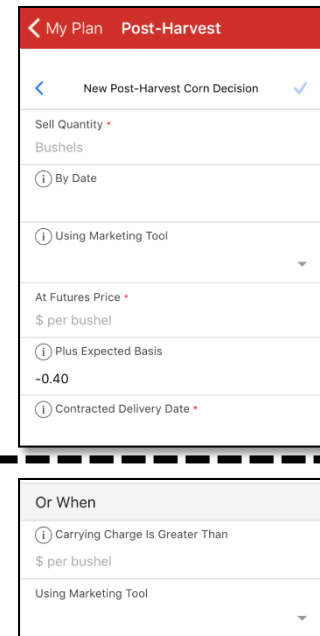 My Plan Post-Harvest
New Post-Harvest Corn Decision
Sell Quantity •
Bushels
i By Date
i Using Marketing Tool
At Futures Price •
$ per bushel
i Plus Expected Basis
-0.40
i Contracted Delivery Date •
Or When
i Carrying Charge Is Greater Than
$ per bushel
Using Marketing Tool